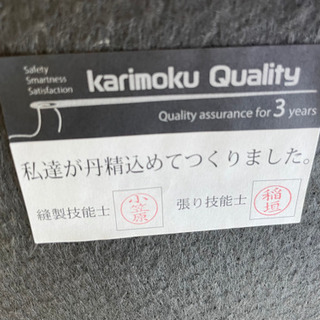 Safety
Smartness
Satisfaction
karimoku Quality
Quality assurance for 3 years
私達が丹精込めてつくりました。
縫製技能士 小笠原 張り技能士 稲垣